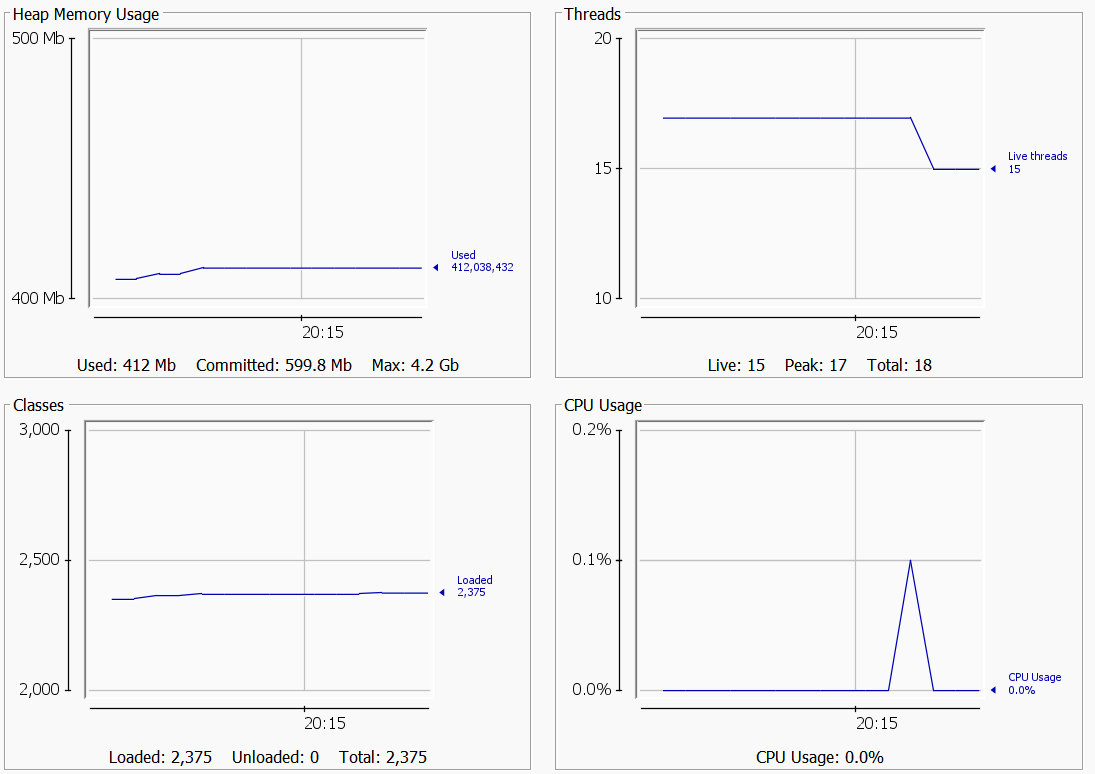 Heap Memory Usage
500 Mb
400 Mb
Used
412,038,432
20:15
Used: 412 Mb Committed: 599.8 Mb Max: 4.2 Gb
Threads
20
15
10
Live threads
15
20:15
Live: 15 Peak: 17 Total: 18
Classes
3,000
2,500
2,000
Loaded
2,375
20:15
Loaded: 2,375 Unloaded: 0 Total: 2,375
CPU Usage
0.2%
0.1%
0.0%
CPU Usage
0.0%
20:15
CPU Usage: 0.0%